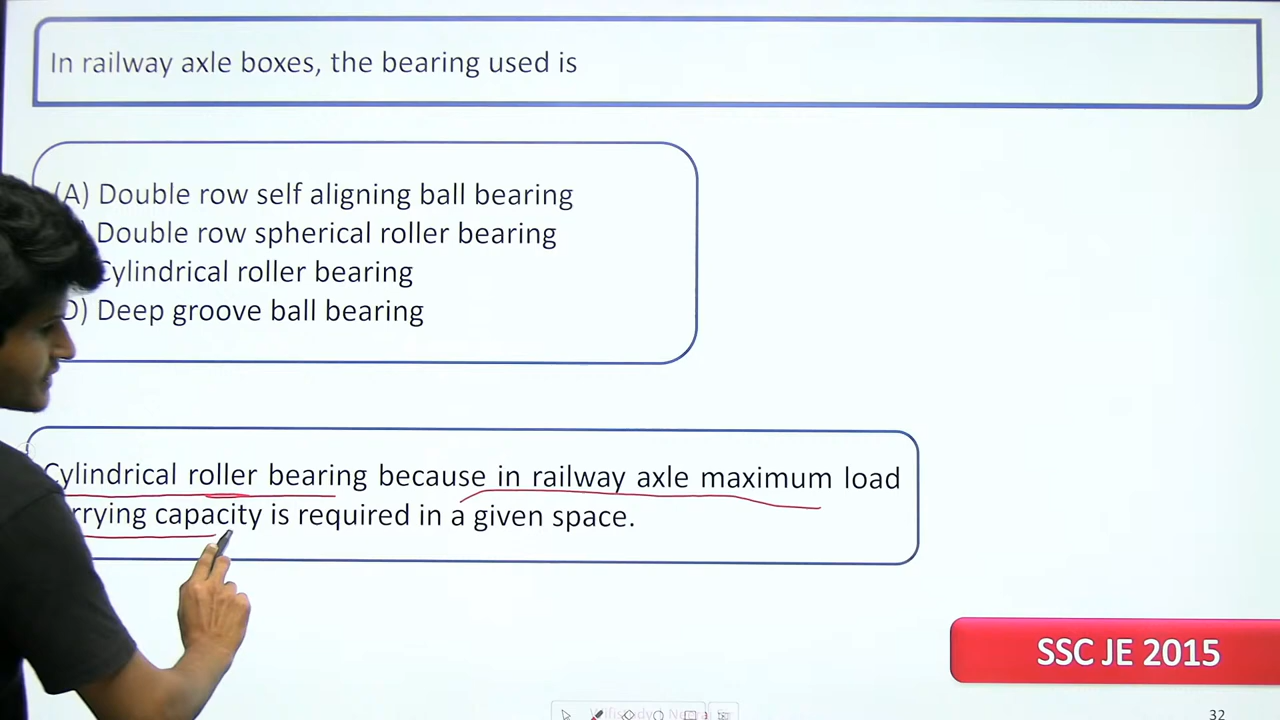 In railway axle boxes, the bearing used is
(A) Double row self aligning ball bearing
Double row spherical roller bearing
Cylindrical roller bearing
D) Deep groove ball bearing
Cylindrical roller bearing because in railway axle maximum load
rrying capacity is required in a given space.
SSC JE 2015
32